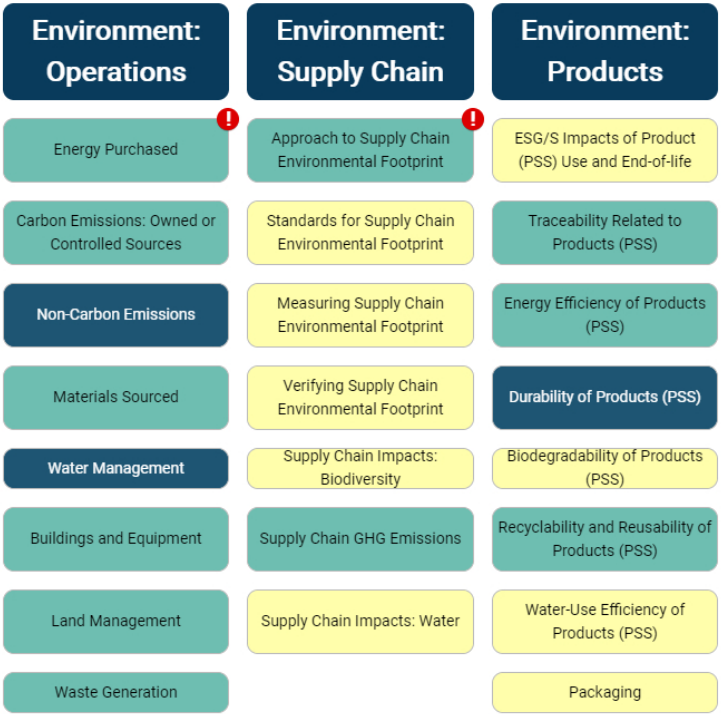 Environment:
Operations
Environment:
Supply Chain
Environment:
Products
!
!
Energy Purchased
Approach to Supply Chain
Environmental Footprint
ESG/S Impacts of Product
(PSS) Use and End-of-life
Carbon Emissions: Owned or
Controlled Sources
Standards for Supply Chain
Environmental Footprint
Traceability Related to
Products (PSS)
Non-Carbon Emissions
Measuring Supply Chain
Environmental Footprint
Energy Efficiency of Products
(PSS)
Materials Sourced
Verifying Supply Chain
Environmental Footprint
Durability of Products (PSS)
Water Management
Supply Chain Impacts:
Biodiversity
Biodegradability of Products
(PSS)
Buildings and Equipment
Supply Chain GHG Emissions
Recyclability and Reusability of
Products (PSS)
Land Management
Supply Chain Impacts: Water
Water-Use Efficiency of
Products (PSS)
Waste Generation
Packaging